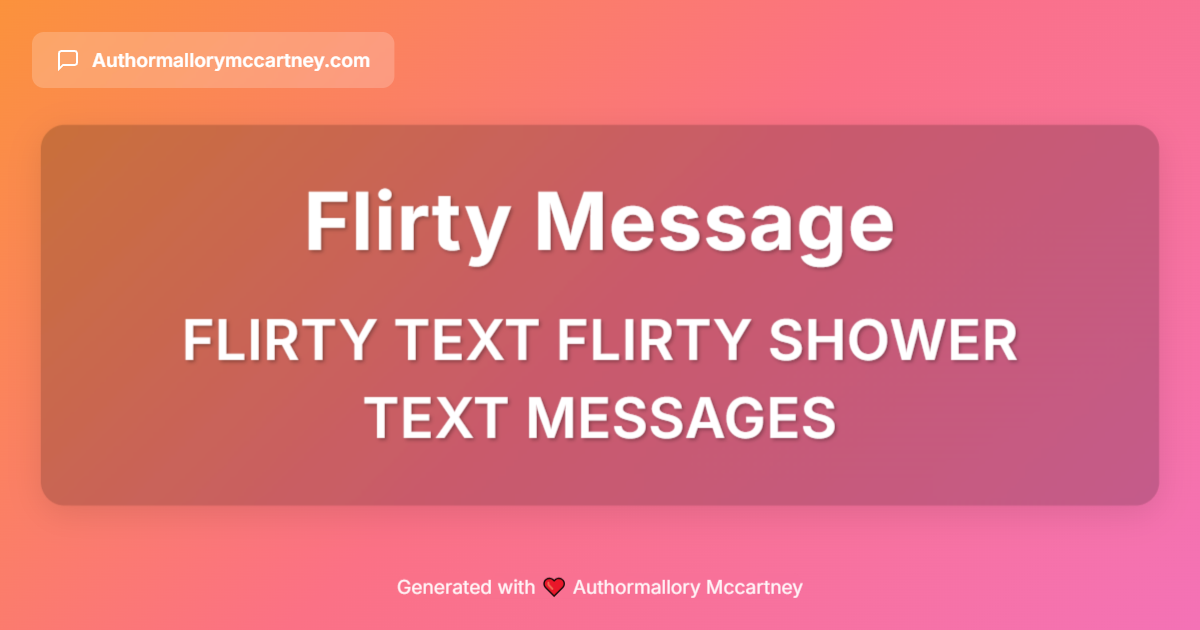 Authormallorymccartney.com
Flirty Message
FLIRTY TEXT FLIRTY SHOWER
TEXT MESSAGES
Generated with ❤️ Authormallory Mccartney